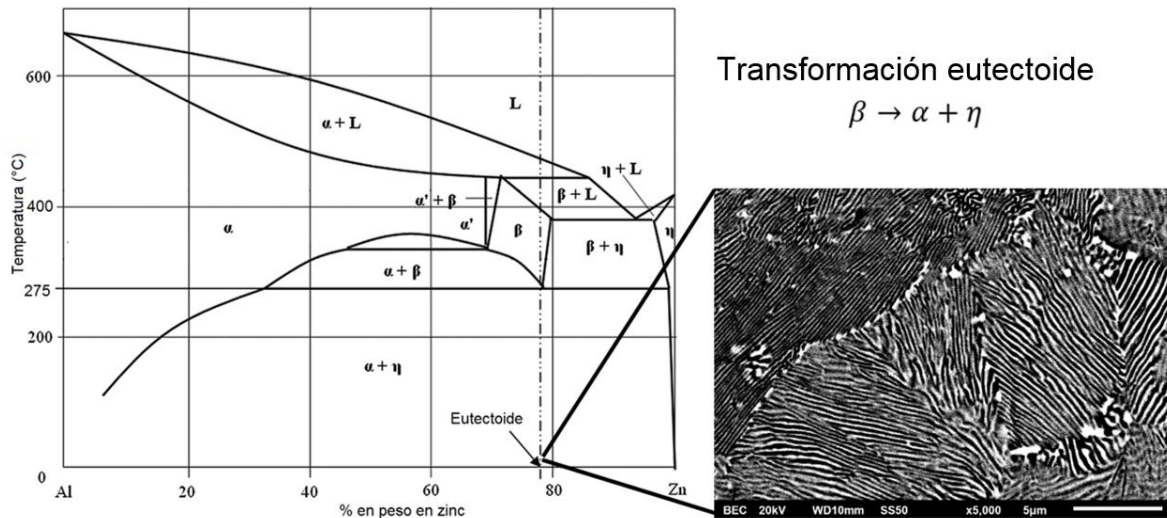 Transformación eutectoide
β → α + η
Temperatura (°C)
600
400
275
200
0
L
α + L
η + L
α' + β
β + L
α'
α
β
β + η
η
α + β
α + η
Eutectoide
Al
20
40
60
80
Zn
% en peso en zinc
BEC 20kV WD10mm SS50 x5,000 5µm